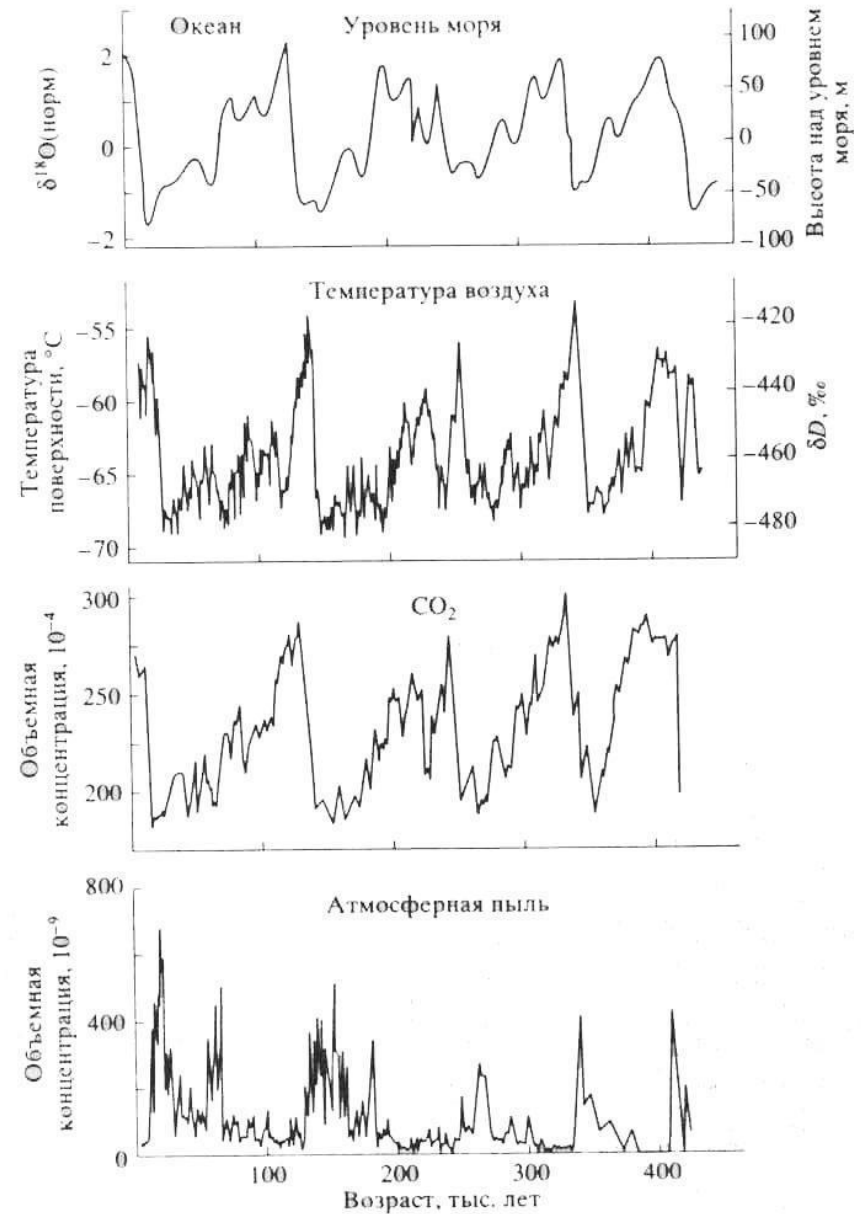 Океан
Уровень моря
2
0
−2
δ¹⁸O(норм)
100
50
0
−50
−100
Высота над уровнем
моря, м
Температура воздуха
−55
−60
−65
−70
Температура
поверхности, °C
−420
−440
−460
−480
δD, ‰
CO₂
300
250
200
Объемная
концентрация, 10⁻⁴
Атмосферная пыль
800
400
0
Объемная
концентрация, 10⁻⁹
100
200
300
400
Возраст, тыс. лет